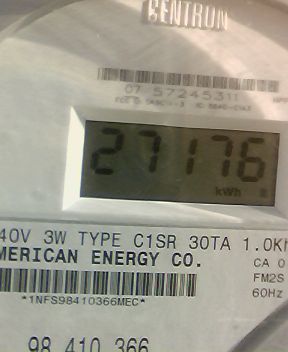 CENTRON
07 57245311
27176
kWh
40V 3W TYPE C1SR 30TA 1.0K
MERICAN ENERGY CO.
CA 0
FM2S
60Hz
*1NFS98410366MEC*
98 410 366